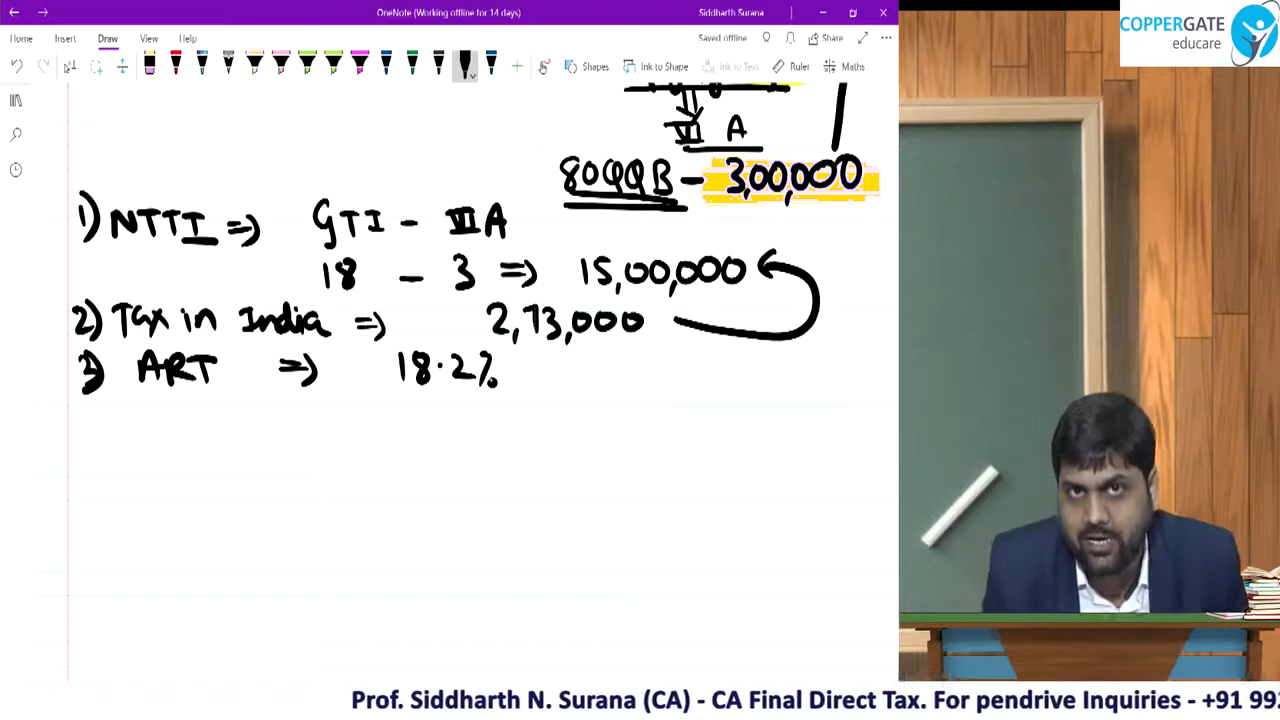 OneNote (Working offline for 14 days)
Siddharth Surana
COPPERGATE
educare
Home Insert Draw View Help
Saved offline
Share
Shapes
Ink to Shape
Ink to Text
Ruler
Maths
VI A
80QQB - 3,00,000
1) NTTI => GTI - VIA
18 - 3 => 15,00,000
2) Tax in India => 2,73,000
3) ART => 18.2%
Prof. Siddharth N. Surana (CA) - CA Final Direct Tax. For pendrive Inquiries - +91 99